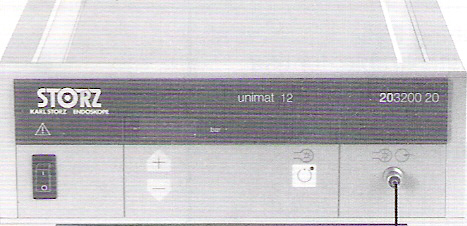 STORZ
KARL STORZ ENDOSKOPE
unimat 12
203200 20
bar